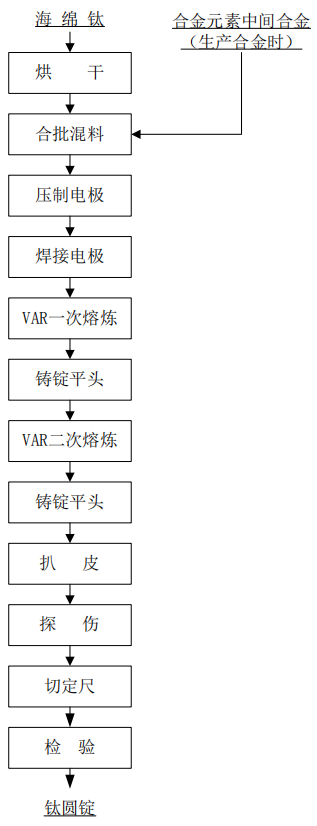 海 绵 钛
合金元素中间合金
（生产合金时）
烘 干
合批混料
压制电极
焊接电极
VAR一次熔炼
铸锭平头
VAR二次熔炼
铸锭平头
扒 皮
探 伤
切定尺
检 验
钛圆锭